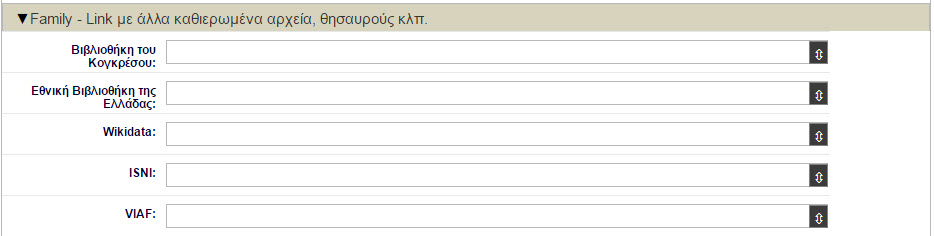 ▼Family - Link με άλλα καθιερωμένα αρχεία, θησαυρούς κλπ.
Βιβλιοθήκη του
Κογκρέσου:
Εθνική Βιβλιοθήκη της
Ελλάδας:
Wikidata:
ISNI:
VIAF: